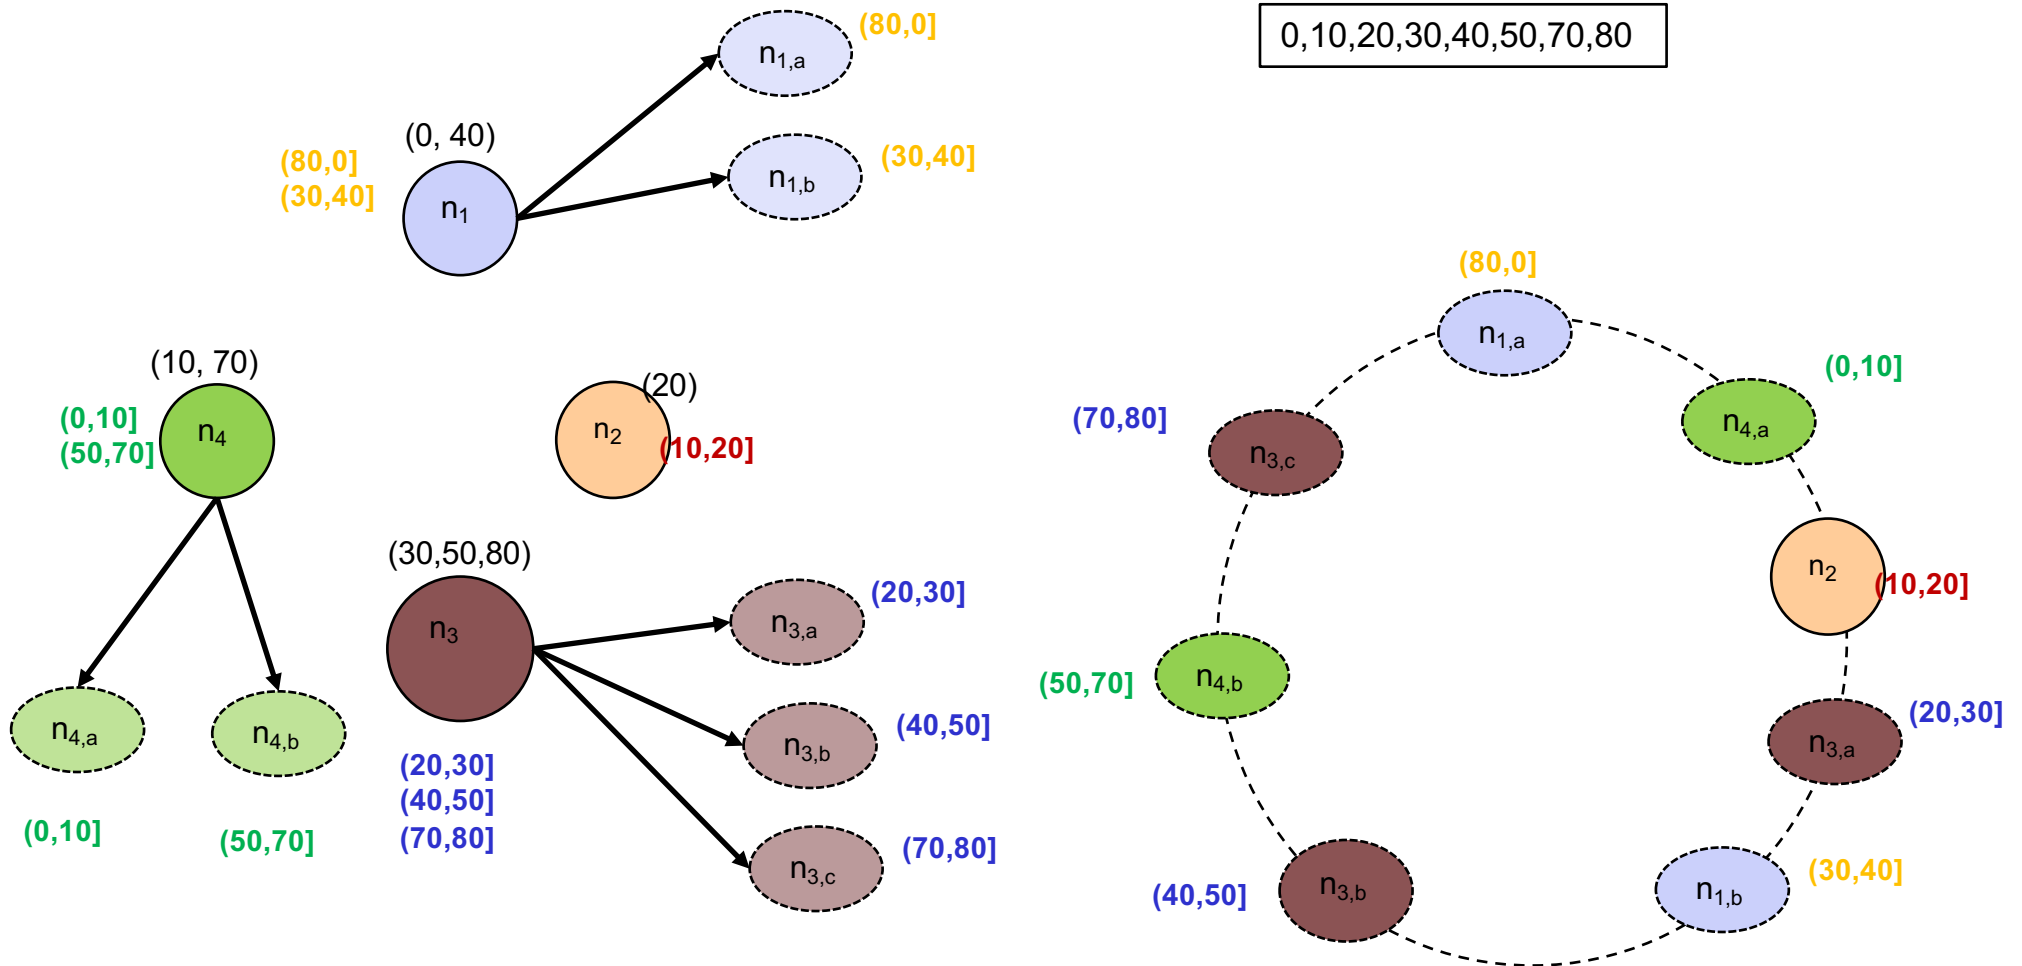 n1,a
(80,0]
0,10,20,30,40,50,70,80
(0, 40)
(80,0]
(30,40]
n1
n1,b
(30,40]
(10, 70)
(0,10]
(50,70]
n4
(20)
n2
(10,20]
(30,50,80)
n3
n3,a
(20,30]
n3,b
(40,50]
n3,c
(70,80]
(20,30]
(40,50]
(70,80]
n4,a
n4,b
(0,10]
(50,70]
(80,0]
n1,a
(0,10]
n4,a
n2
(10,20]
(20,30]
n3,a
(30,40]
n1,b
n3,b
(40,50]
n4,b
(50,70]
n3,c
(70,80]